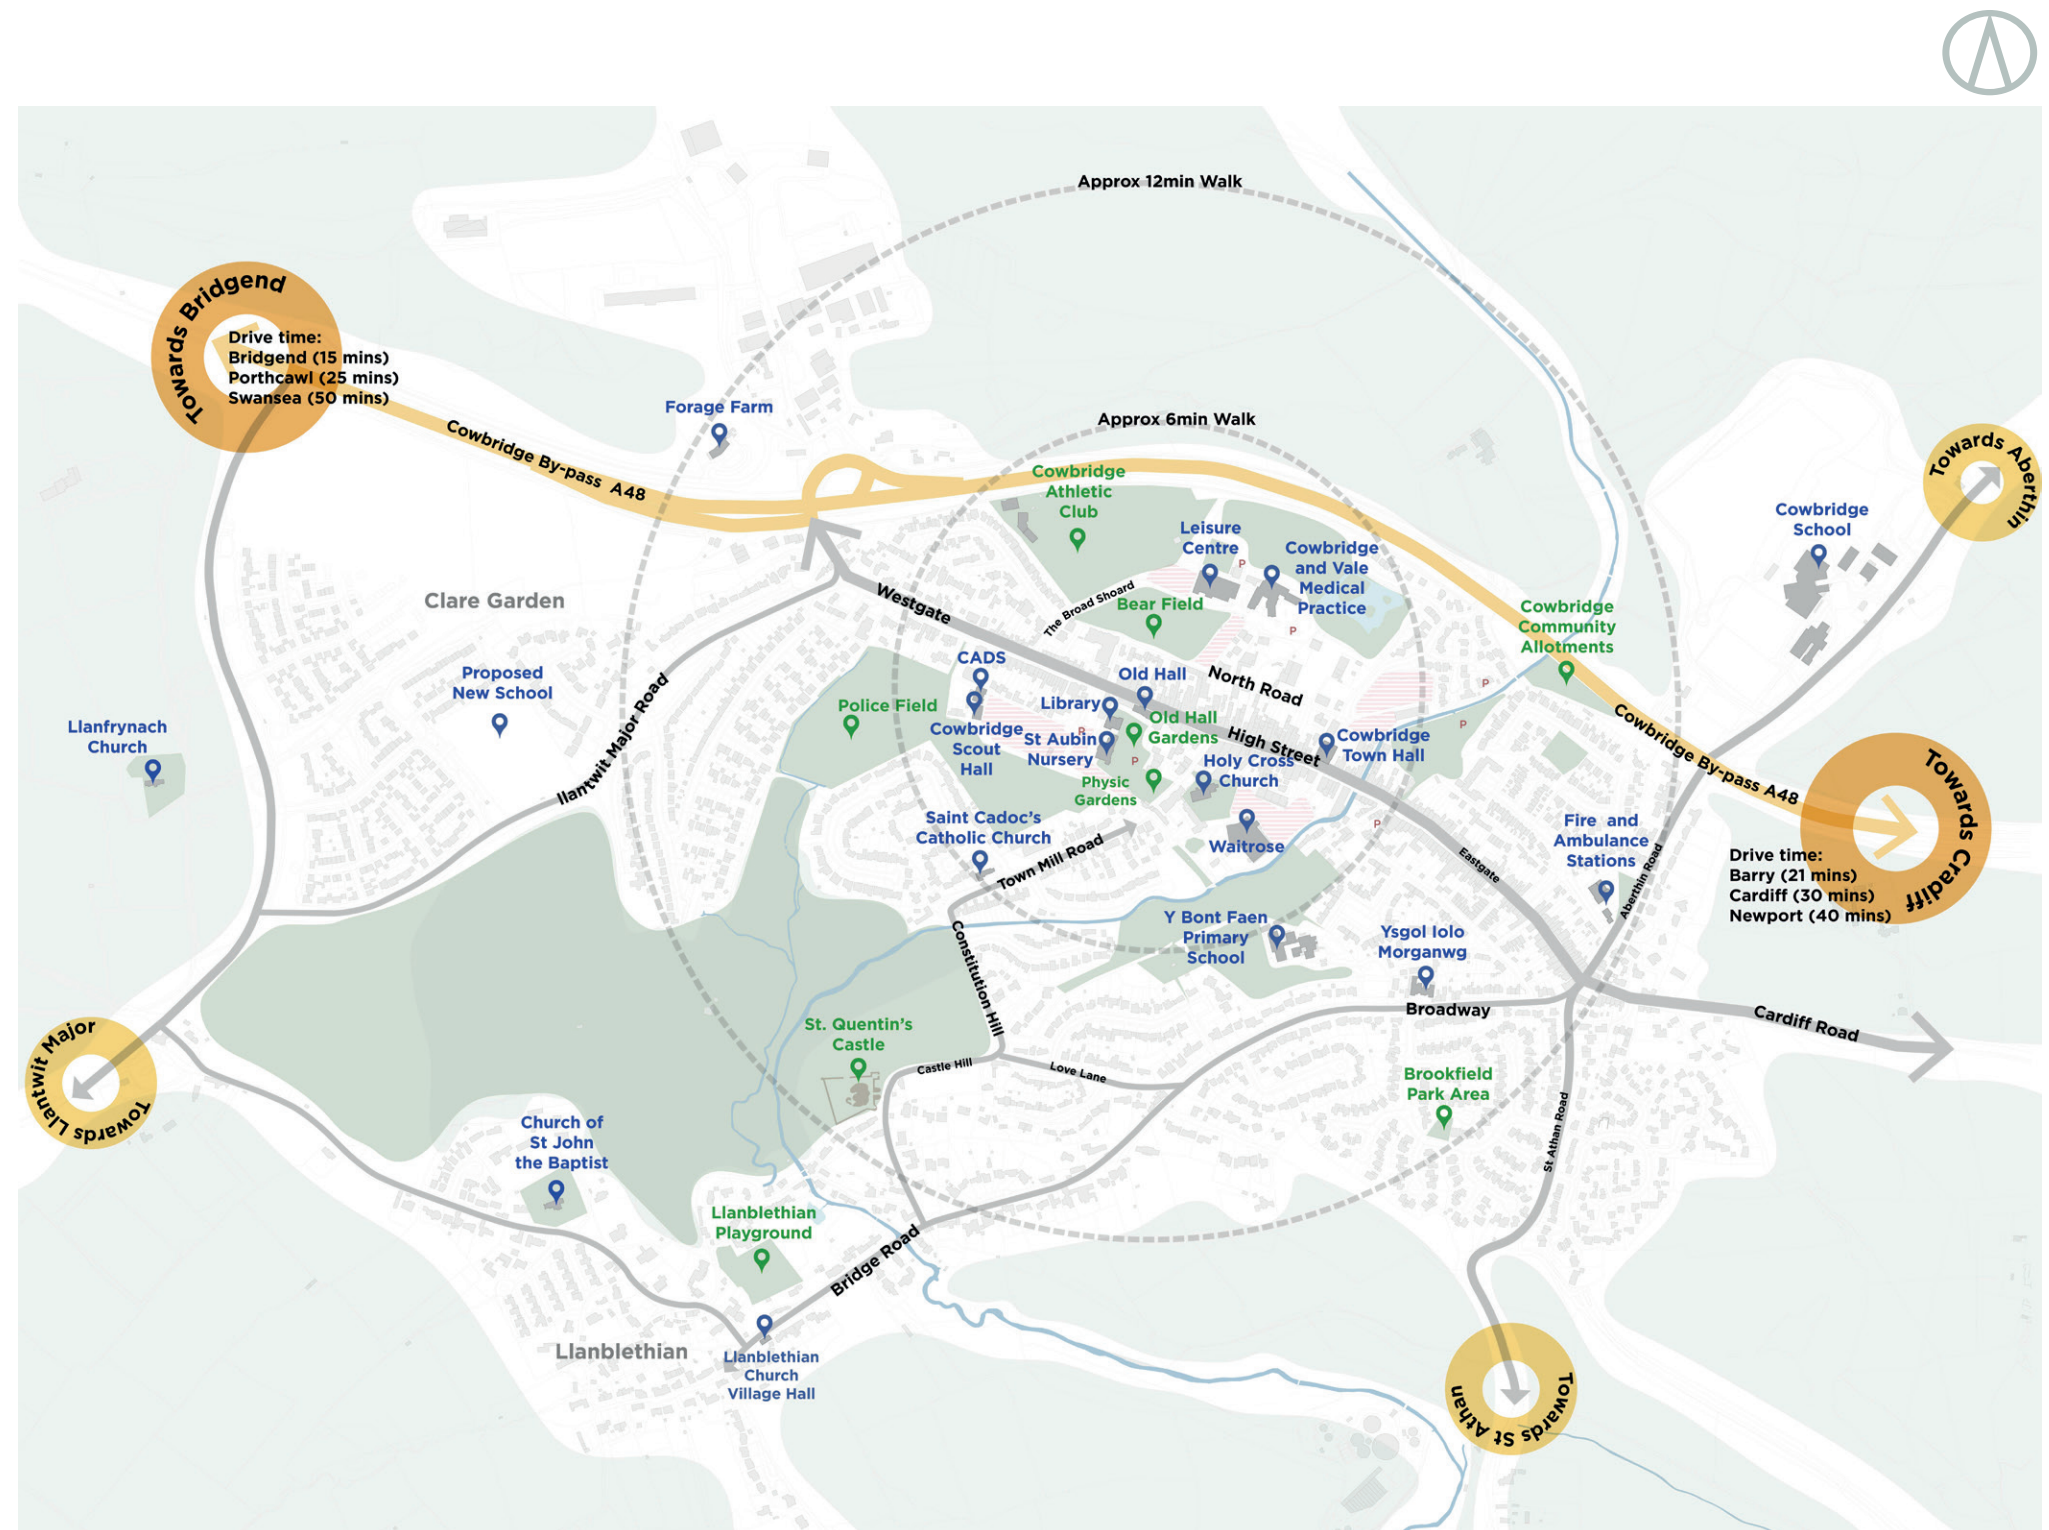 Approx 12min Walk
Towards Bridgend
Drive time:
Bridgend (15 mins)
Porthcawl (25 mins)
Swansea (50 mins)
Forage Farm
Approx 6min Walk
Cowbridge By-pass A48
Cowbridge
Athletic
Club
Towards Aberthin
Cowbridge
School
Leisure
Centre
P
Cowbridge
and Vale
Medical
Practice
Clare Garden
Westgate
The Broad Shoard
Bear Field
P
Cowbridge
Community
Allotments
Proposed
New School
CADS
Old Hall
North Road
P
llantwit Major Road
Police Field
Library
Old Hall
Gardens
P
Llanfrynach
Church
Cowbridge
Scout
Hall
P
St Aubin
Nursery
P
High Street
Cowbridge
Town Hall
Holy Cross
Church
Cowbridge By-pass A48
Physic
Gardens
Towards Cradiff
Saint Cadoc's
Catholic Church
Town Mill Road
Waitrose
P
Eastgate
Fire and
Ambulance
Stations
Aberthin Road
Drive time:
Barry (21 mins)
Cardiff (30 mins)
Newport (40 mins)
Constitution Hill
Y Bont Faen
Primary
School
Ysgol Iolo
Morganwg
Broadway
Cardiff Road
Towards Llantwit Major
St. Quentin's
Castle
Castle Hill
Love Lane
Brookfield
Park Area
St Athan Road
Church of
St John
the Baptist
Llanblethian
Playground
Bridge Road
Llanblethian
Llanblethian
Church
Village Hall
Towards St Athan